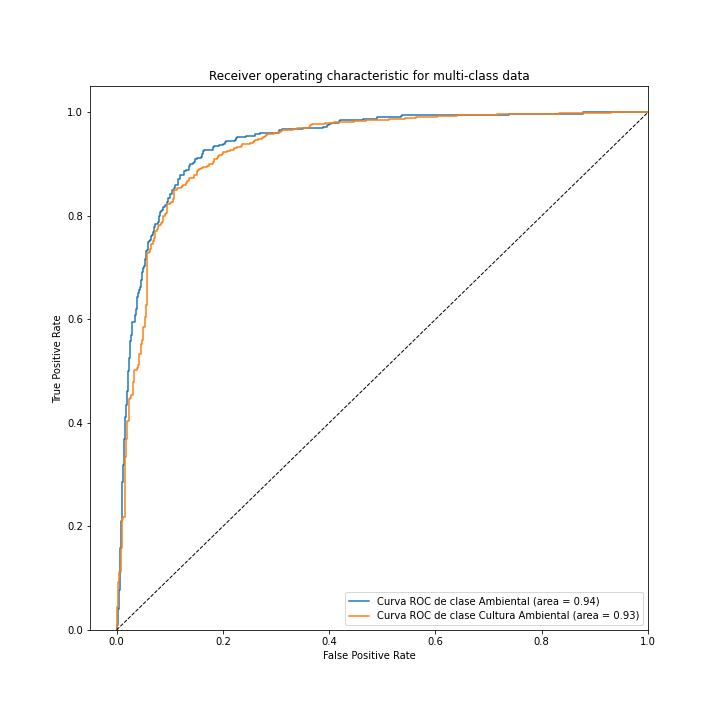 Receiver operating characteristic for multi-class data
True Positive Rate
1.0
0.8
0.6
0.4
0.2
0.0
0.0 0.2 0.4 0.6 0.8 1.0
False Positive Rate
Curva ROC de clase Ambiental (area = 0.94)
Curva ROC de clase Cultura Ambiental (area = 0.93)